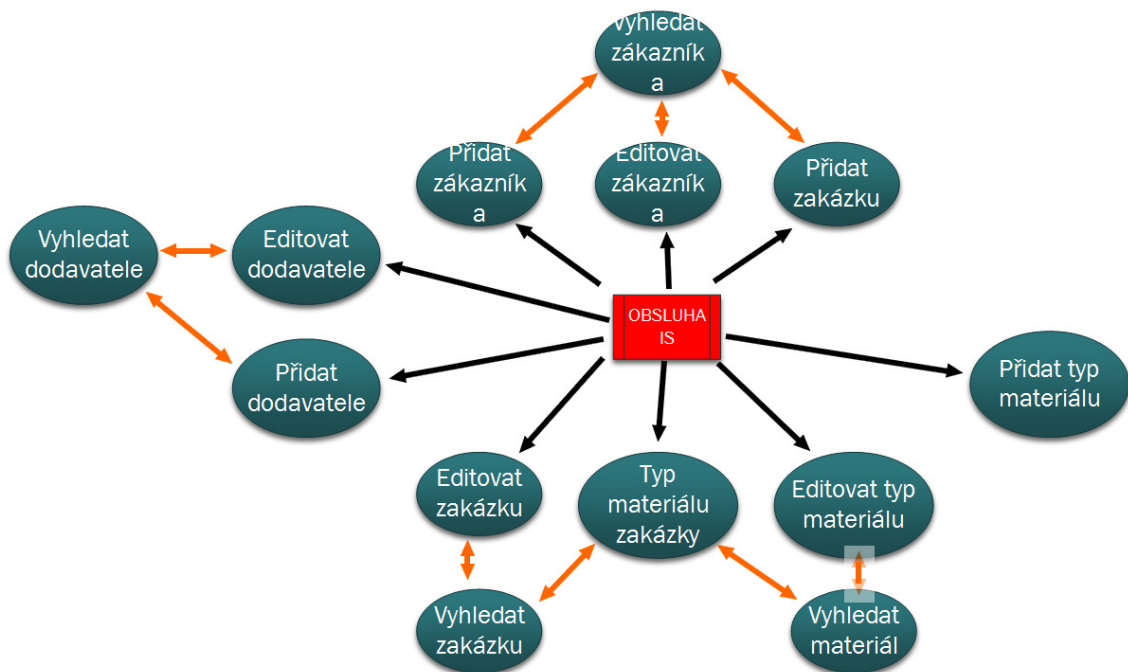 Vyhledat
zákazník
a
Přidat
zákazník
a
Editovat
zákazník
a
Přidat
zakázku
Vyhledat
dodavatele
Editovat
dodavatele
OBSLUHA
IS
Přidat
dodavatele
Přidat typ
materiálu
Editovat
zakázku
Typ
materiálu
zakázky
Editovat typ
materiálu
Vyhledat
zakázku
Vyhledat
materiál